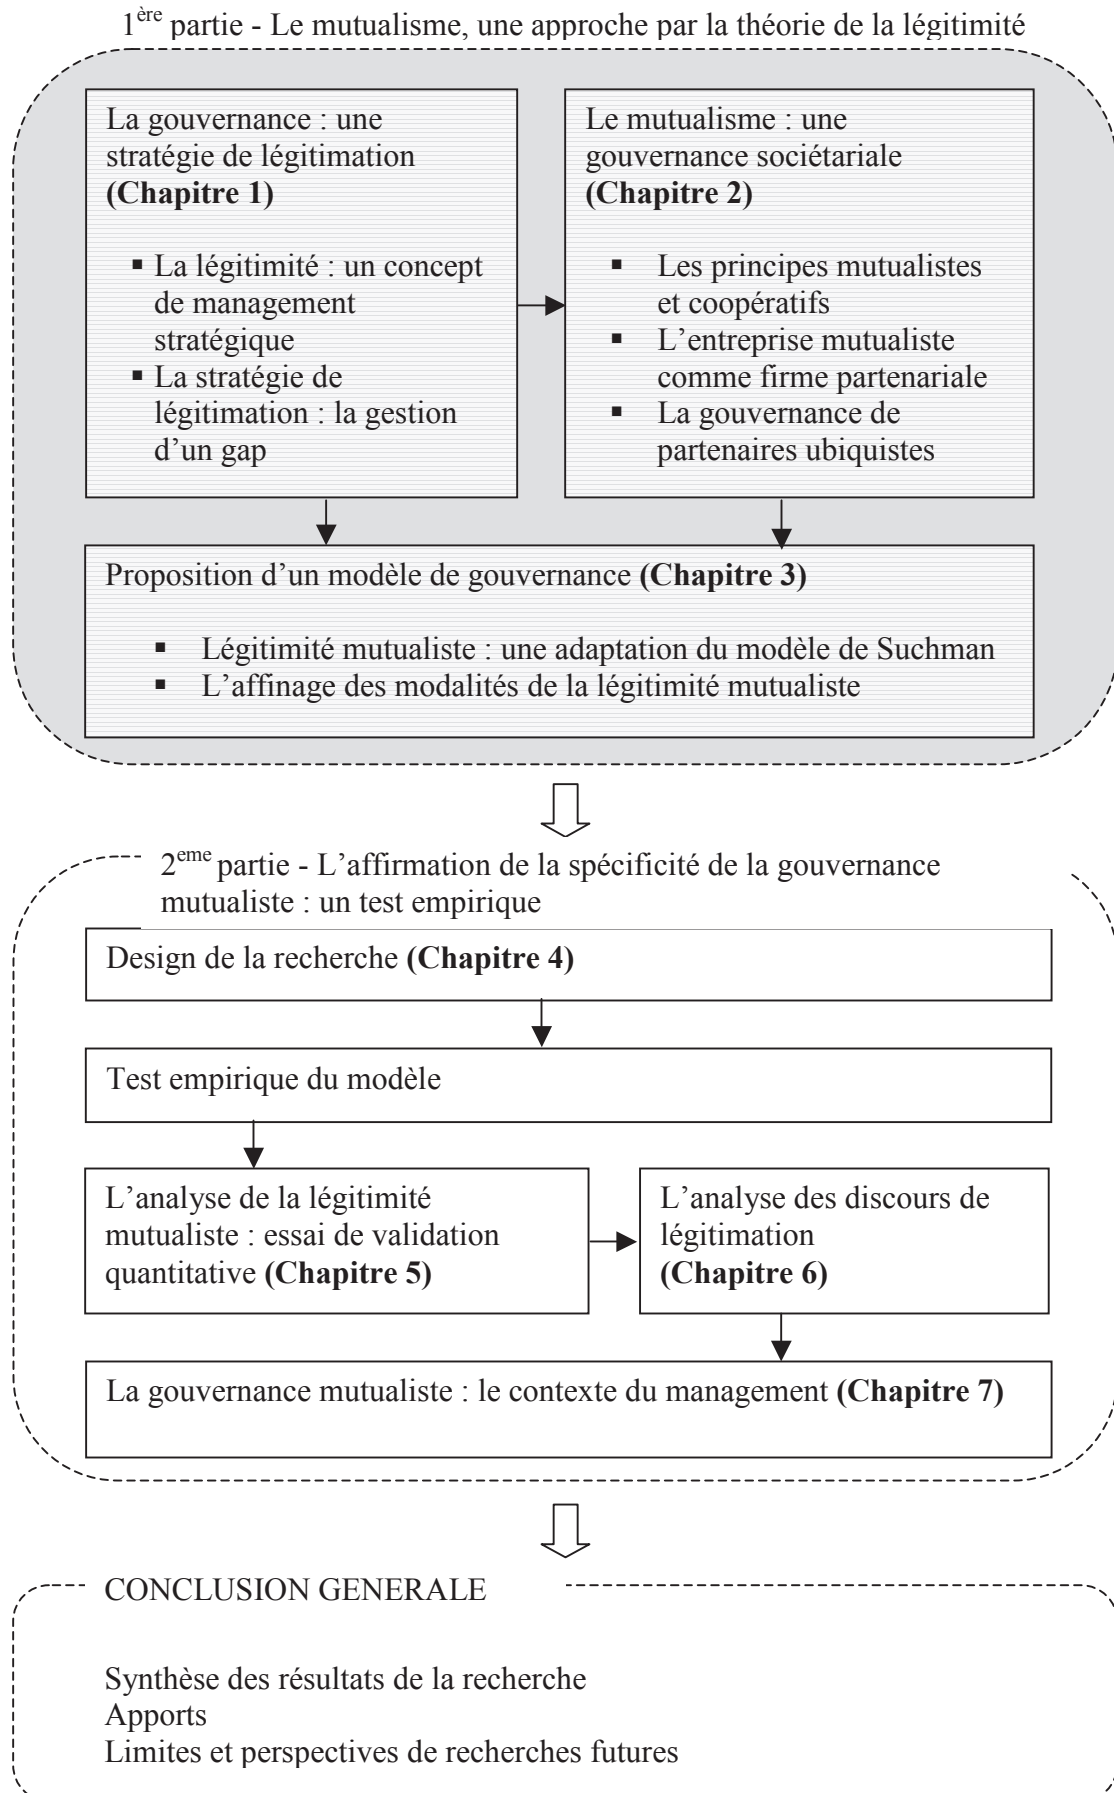 1ère partie - Le mutualisme, une approche par la théorie de la légitimité
La gouvernance : une
stratégie de légitimation
(Chapitre 1)
▪ La légitimité : un concept
de management
stratégique
▪ La stratégie de
légitimation : la gestion
d’un gap
Le mutualisme : une
gouvernance sociétariale
(Chapitre 2)
▪ Les principes mutualistes
et coopératifs
▪ L’entreprise mutualiste
comme firme partenariale
▪ La gouvernance de
partenaires ubiquistes
Proposition d’un modèle de gouvernance (Chapitre 3)
▪ Légitimité mutualiste : une adaptation du modèle de Suchman
▪ L’affinage des modalités de la légitimité mutualiste
2eme partie - L’affirmation de la spécificité de la gouvernance
mutualiste : un test empirique
Design de la recherche (Chapitre 4)
Test empirique du modèle
L’analyse de la légitimité
mutualiste : essai de validation
quantitative (Chapitre 5)
L’analyse des discours de
légitimation
(Chapitre 6)
La gouvernance mutualiste : le contexte du management (Chapitre 7)
CONCLUSION GENERALE
Synthèse des résultats de la recherche
Apports
Limites et perspectives de recherches futures